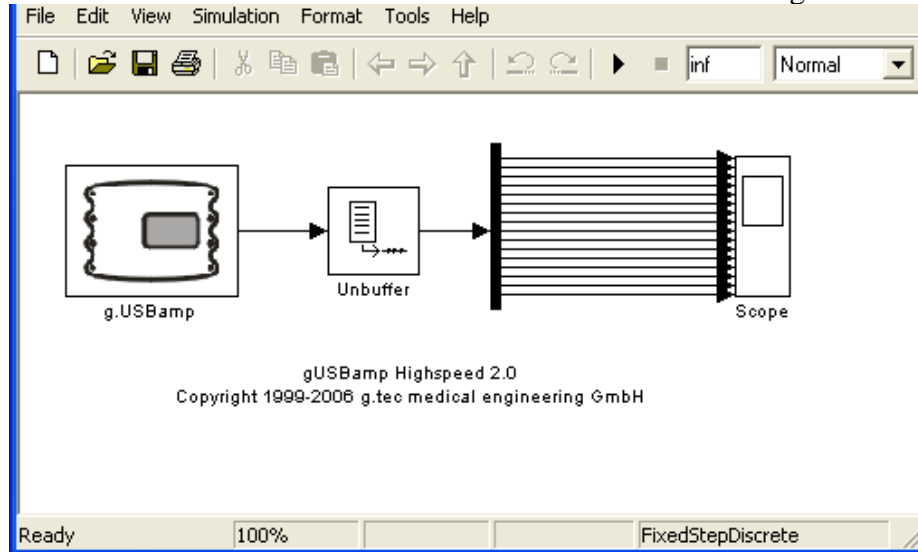 File Edit View Simulation Format Tools Help
inf Normal
g.USBamp
Unbuffer
Scope
gUSBamp Highspeed 2.0
Copyright 1999-2006 g.tec medical engineering GmbH
Ready 100% FixedStepDiscrete